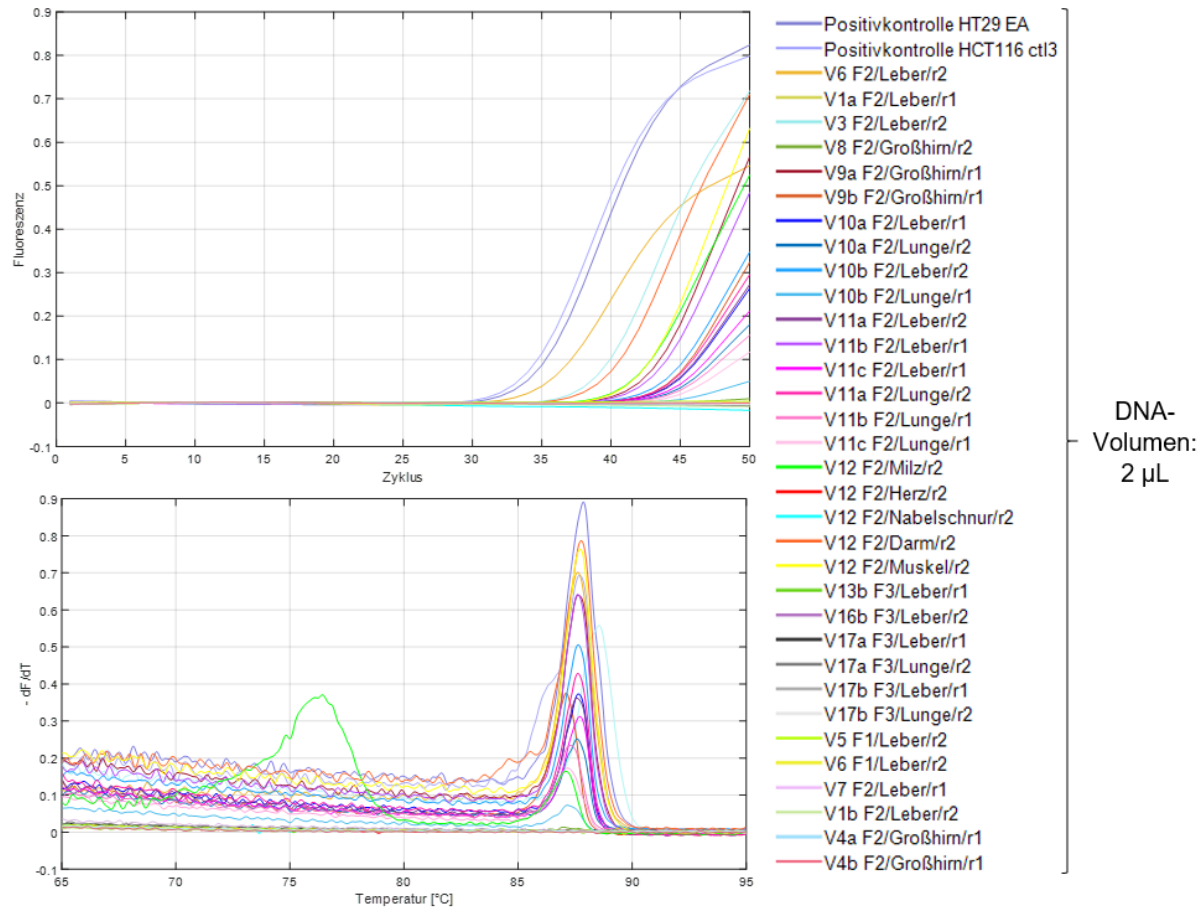 0.9
0.8
0.7
0.6
0.5
0.4
0.3
0.2
0.1
0
-0.1
Fluoreszenz
0 5 10 15 20 25 30 35 40 45 50
Zyklus
0.9
0.8
0.7
0.6
0.5
0.4
0.3
0.2
0.1
0
-0.1
- dF/dT
65 70 75 80 85 90 95
Temperatur [°C]
Positivkontrolle HT29 EA
Positivkontrolle HCT116 ctl3
V6 F2/Leber/r2
V1a F2/Leber/r1
V3 F2/Leber/r2
V8 F2/Großhirn/r2
V9a F2/Großhirn/r1
V9b F2/Großhirn/r1
V10a F2/Leber/r1
V10a F2/Lunge/r2
V10b F2/Leber/r2
V10b F2/Lunge/r1
V11a F2/Leber/r2
V11b F2/Leber/r1
V11c F2/Leber/r1
V11a F2/Lunge/r2
V11b F2/Lunge/r1
V11c F2/Lunge/r1
V12 F2/Milz/r2
V12 F2/Herz/r2
V12 F2/Nabelschnur/r2
V12 F2/Darm/r2
V12 F2/Muskel/r2
V13b F3/Leber/r1
V16b F3/Leber/r2
V17a F3/Leber/r1
V17a F3/Lunge/r2
V17b F3/Leber/r1
V17b F3/Lunge/r2
V5 F1/Leber/r2
V6 F1/Leber/r2
V7 F2/Leber/r1
V1b F2/Leber/r2
V4a F2/Großhirn/r1
V4b F2/Großhirn/r1
DNA-
Volumen:
2 µL